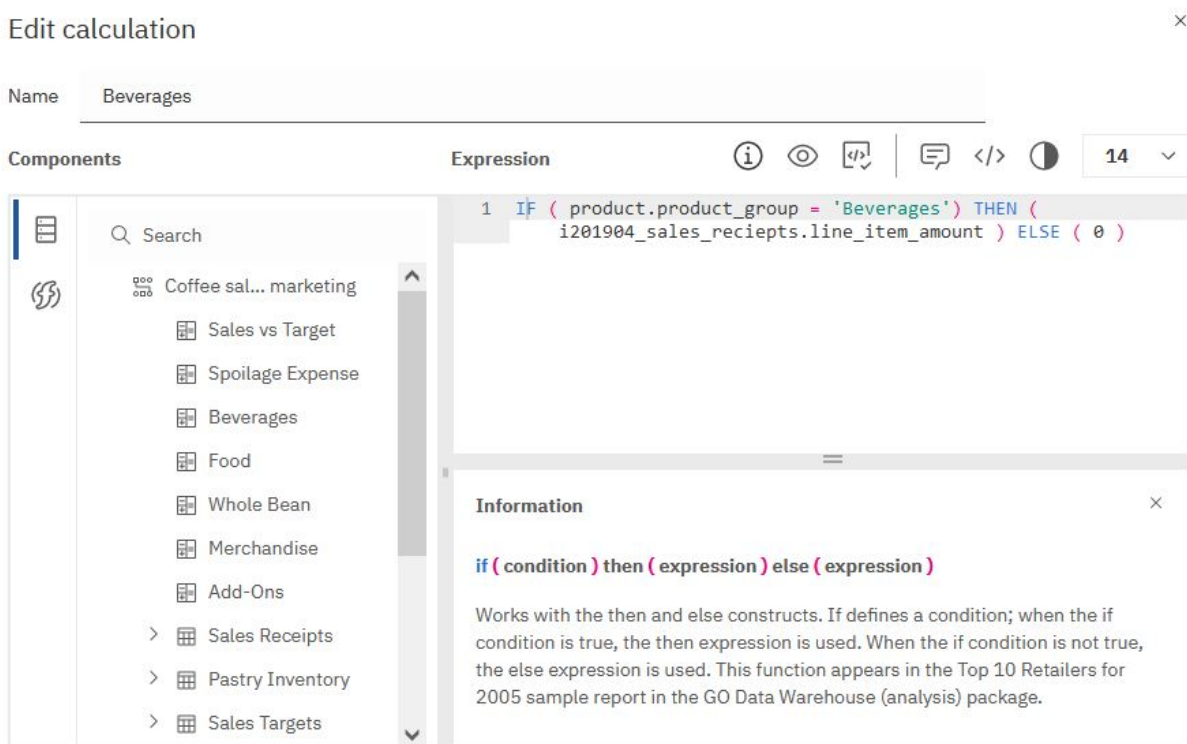 Edit calculation
Name Beverages
Components
Expression
14
Search
Coffee sal... marketing
Sales vs Target
Spoilage Expense
Beverages
Food
Whole Bean
Merchandise
Add-Ons
Sales Receipts
Pastry Inventory
Sales Targets
1 IF ( product.product_group = 'Beverages') THEN (
i201904_sales_reciepts.line_item_amount ) ELSE ( 0 )
Information
if ( condition ) then ( expression ) else ( expression )
Works with the then and else constructs. If defines a condition; when the if
condition is true, the then expression is used. When the if condition is not true,
the else expression is used. This function appears in the Top 10 Retailers for
2005 sample report in the GO Data Warehouse (analysis) package.